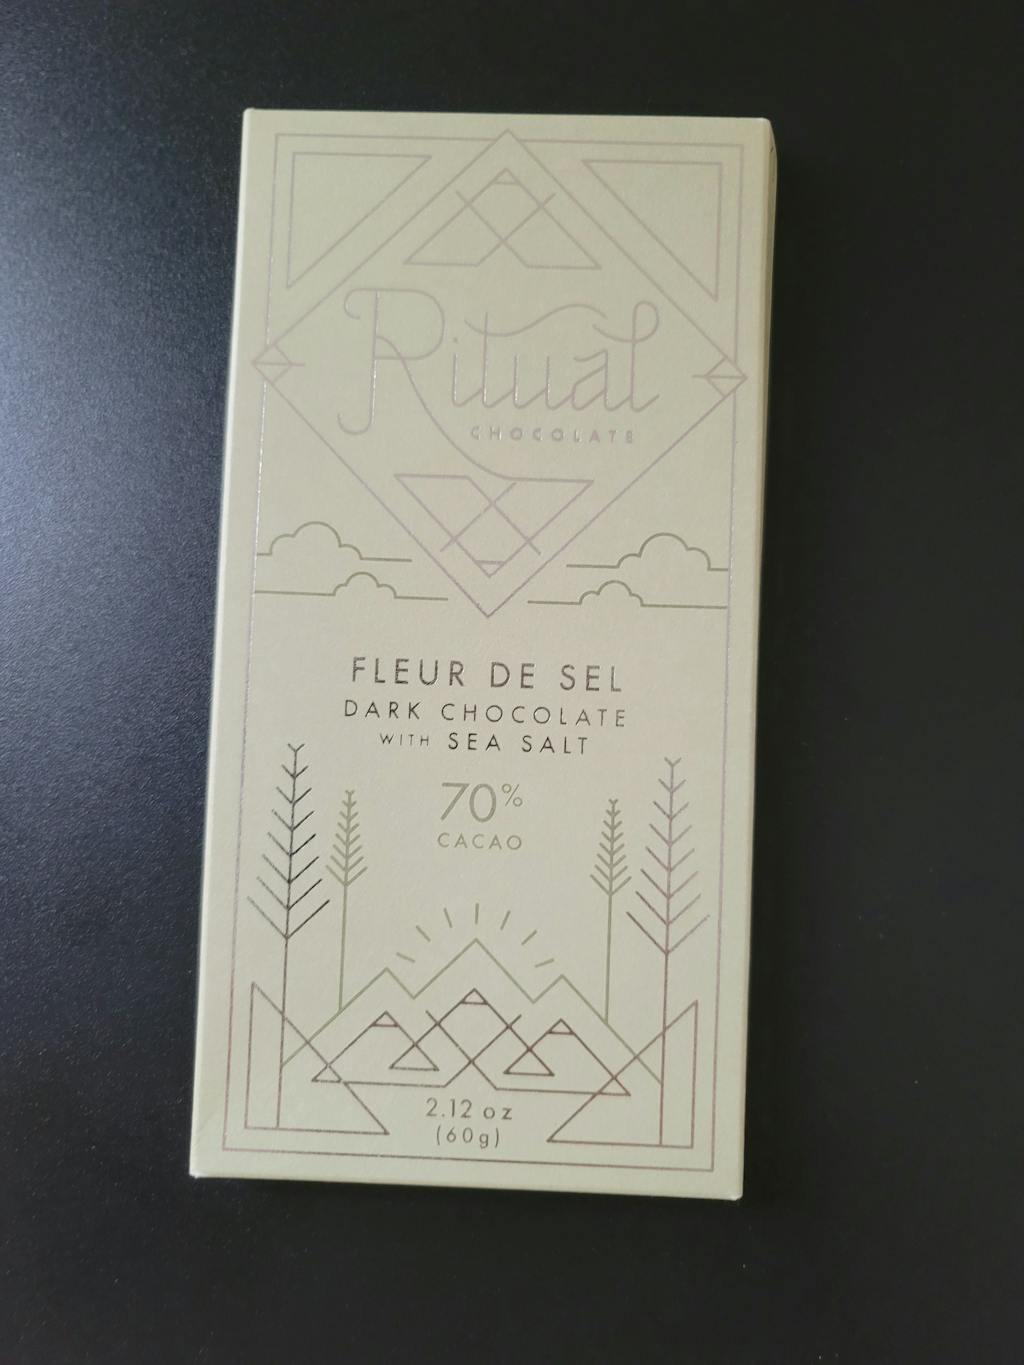 Ritual
CHOCOLATE
FLEUR DE SEL
DARK CHOCOLATE
WITH SEA SALT
70%
CACAO
2.12 oz
(60g)